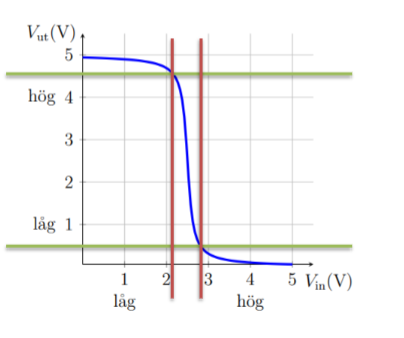 V_ut(V)
5
hög 4
3
2
låg 1
1 2 3 4 5 V_in(V)
låg hög